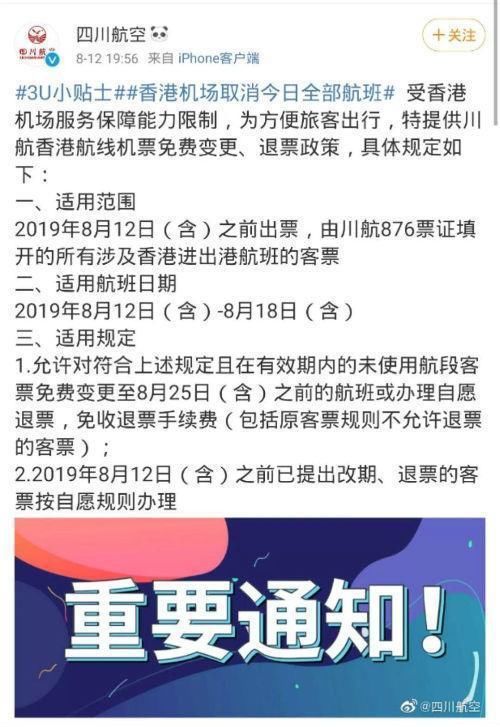 四川航空
8-12 19:56 来自 iPhone客户端
+关注
#3U小贴士##香港机场取消今日全部航班# 受香港
机场服务保障能力限制，为方便旅客出行，特提供川
航香港航线机票免费变更、退票政策，具体规定如
下：
一、适用范围
2019年8月12日（含）之前出票，由川航876票证填
开的所有涉及香港进出港航班的客票
二、适用航班日期
2019年8月12日（含）-8月18日（含）
三、适用规定
1.允许对符合上述规定且在有效期内的未使用航段客
票免费变更至8月25日（含）之前的航班或办理自愿
退票，免收退票手续费（包括原客票规则不允许退票
的客票）；
2.2019年8月12日（含）之前已提出改期、退票的客
票按自愿规则办理
重要通知！
@四川航空